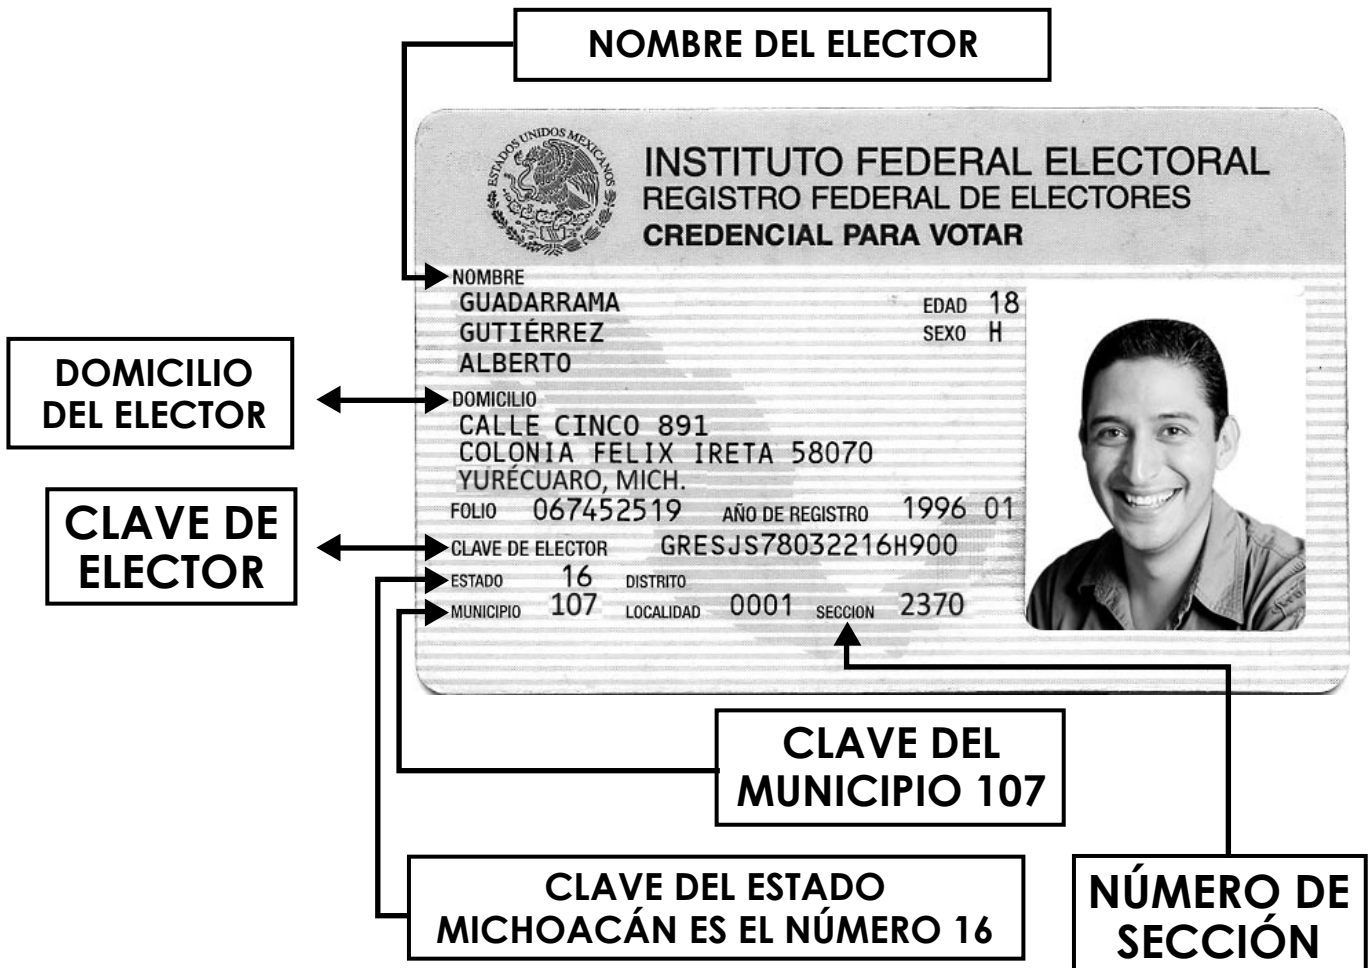 NOMBRE DEL ELECTOR
ESTADOS UNIDOS MEXICANOS
INSTITUTO FEDERAL ELECTORAL
REGISTRO FEDERAL DE ELECTORES
CREDENCIAL PARA VOTAR
NOMBRE
GUADARRAMA
GUTIÉRREZ
ALBERTO
EDAD 18
SEXO H
DOMICILIO
DEL ELECTOR
DOMICILIO
CALLE CINCO 891
COLONIA FELIX IRETA 58070
YURÉCUARO, MICH.
FOLIO 067452519 AÑO DE REGISTRO 1996 01
CLAVE DE
ELECTOR
CLAVE DE ELECTOR GRESJS78032216H900
ESTADO 16 DISTRITO
MUNICIPIO 107 LOCALIDAD 0001 SECCION 2370
CLAVE DEL
MUNICIPIO 107
CLAVE DEL ESTADO
MICHOACÁN ES EL NÚMERO 16
NÚMERO DE
SECCIÓN